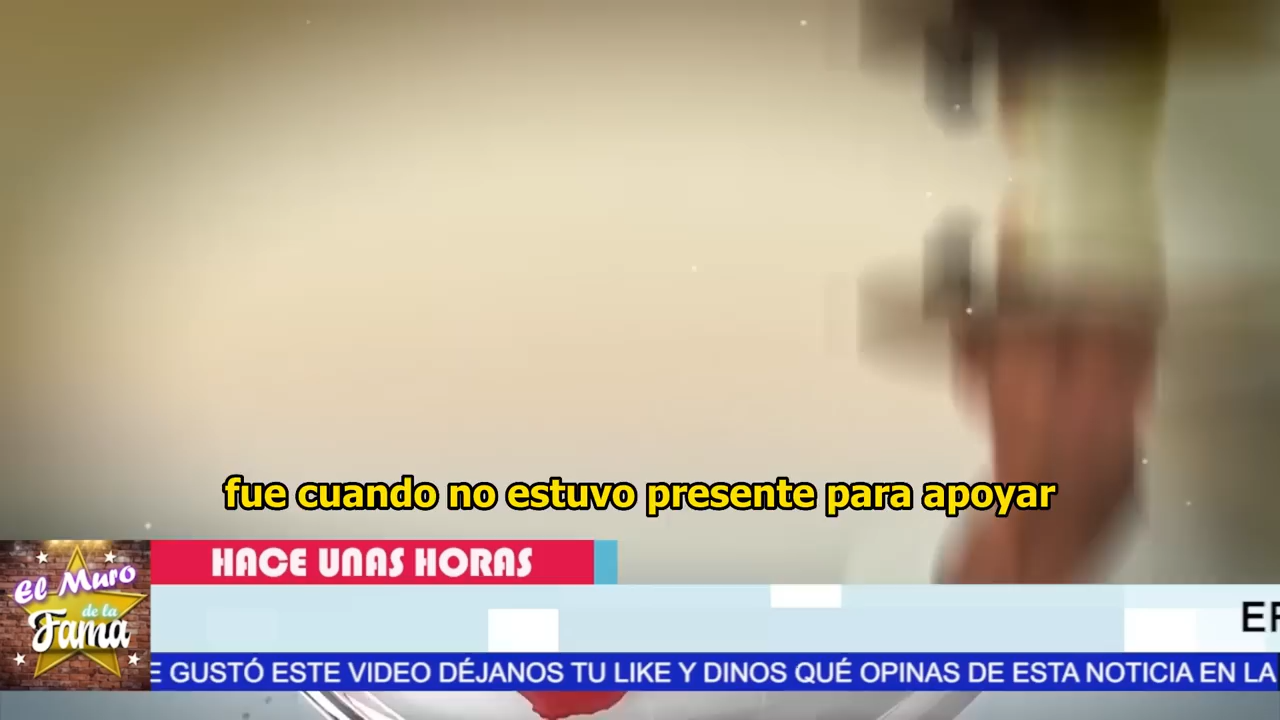 fue cuando no estuvo presente para apoyar
HACE UNAS HORAS
El Muro
de la
Fama
GUSTÓ ESTE VIDEO DÉJANOS TU LIKE Y DINOS QUÉ OPINAS DE ESTA NOTICIA EN LA